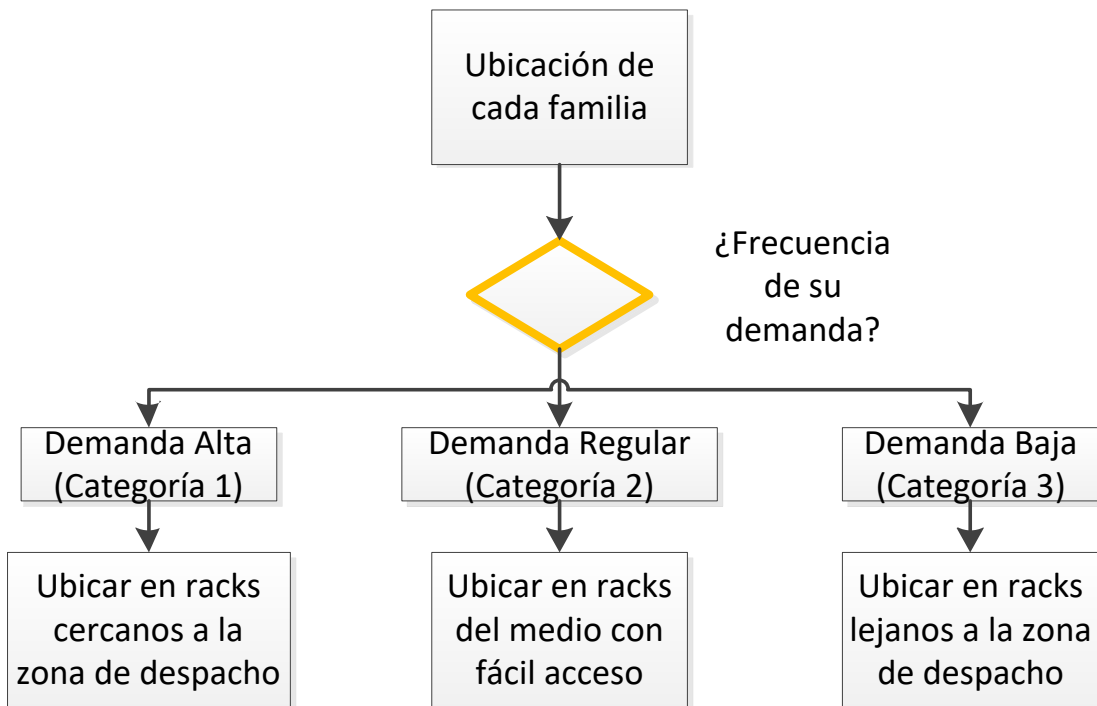 Ubicación de
cada familia
¿Frecuencia
de su
demanda?
Demanda Alta
(Categoría 1)
Demanda Regular
(Categoría 2)
Demanda Baja
(Categoría 3)
Ubicar en racks
cercanos a la
zona de despacho
Ubicar en racks
del medio con
fácil acceso
Ubicar en racks
lejanos a la zona
de despacho